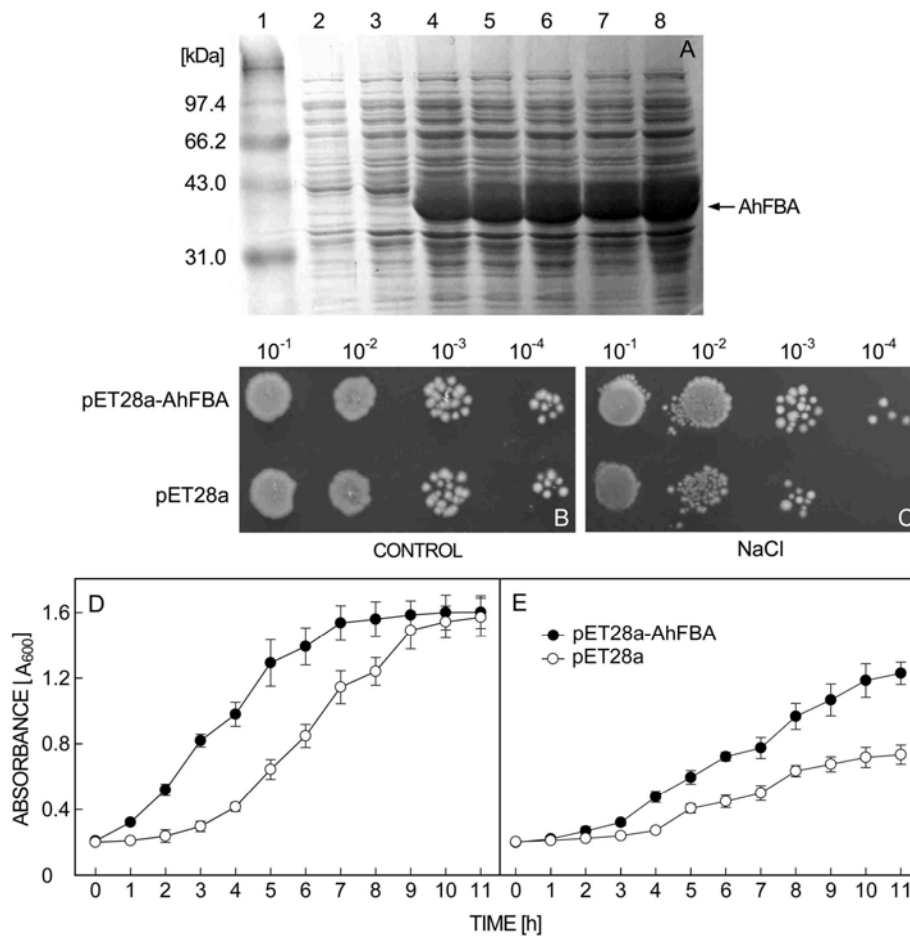 1 2 3 4 5 6 7 8
[kDa] A
97.4
66.2
43.0
AhFBA
31.0
10⁻¹ 10⁻² 10⁻³ 10⁻⁴ 10⁻¹ 10⁻² 10⁻³ 10⁻⁴
pET28a-AhFBA
pET28a
B C
CONTROL NaCl
D E
1.6
1.2
0.8
0.4
0
ABSORBANCE [A₆₀₀]
pET28a-AhFBA
pET28a
0 1 2 3 4 5 6 7 8 9 10 11 0 1 2 3 4 5 6 7 8 9 10 11
TIME [h]